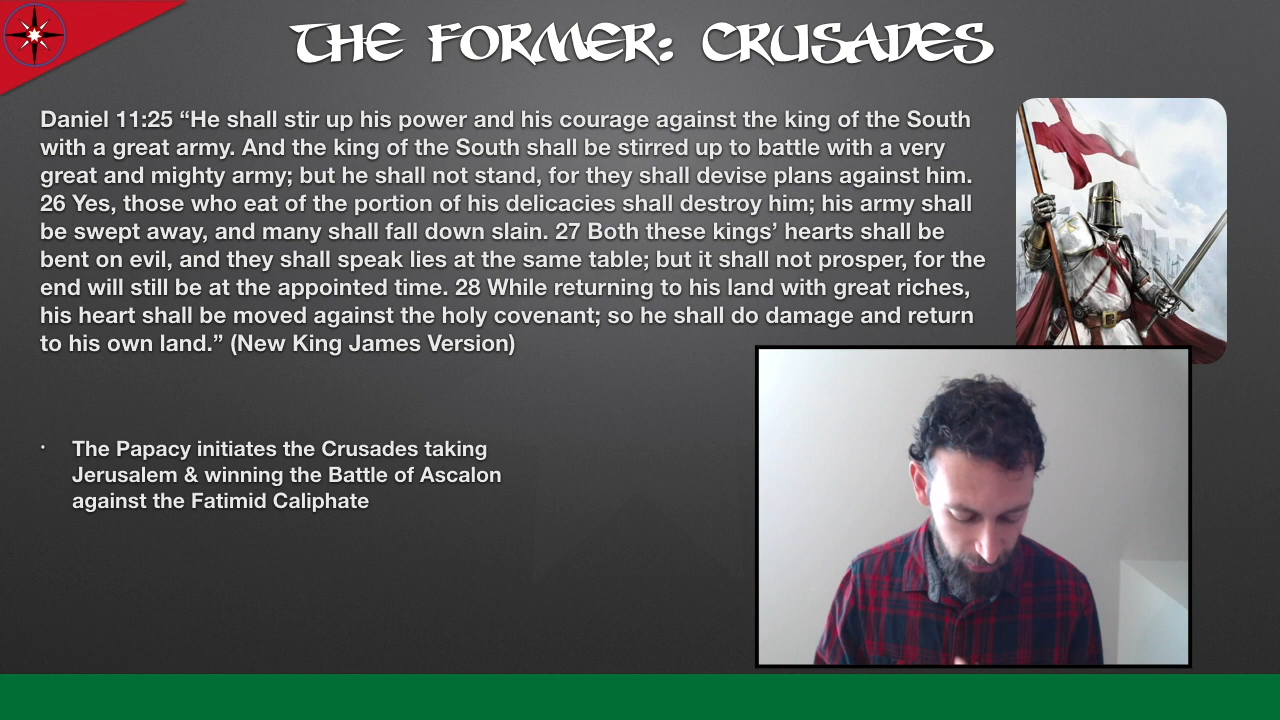 THE FORMER: CRUSADES
Daniel 11:25 “He shall stir up his power and his courage against the king of the South
with a great army. And the king of the South shall be stirred up to battle with a very
great and mighty army; but he shall not stand, for they shall devise plans against him.
26 Yes, those who eat of the portion of his delicacies shall destroy him; his army shall
be swept away, and many shall fall down slain. 27 Both these kings’ hearts shall be
bent on evil, and they shall speak lies at the same table; but it shall not prosper, for the
end will still be at the appointed time. 28 While returning to his land with great riches,
his heart shall be moved against the holy covenant; so he shall do damage and return
to his own land.” (New King James Version)
· The Papacy initiates the Crusades taking
Jerusalem & winning the Battle of Ascalon
against the Fatimid Caliphate